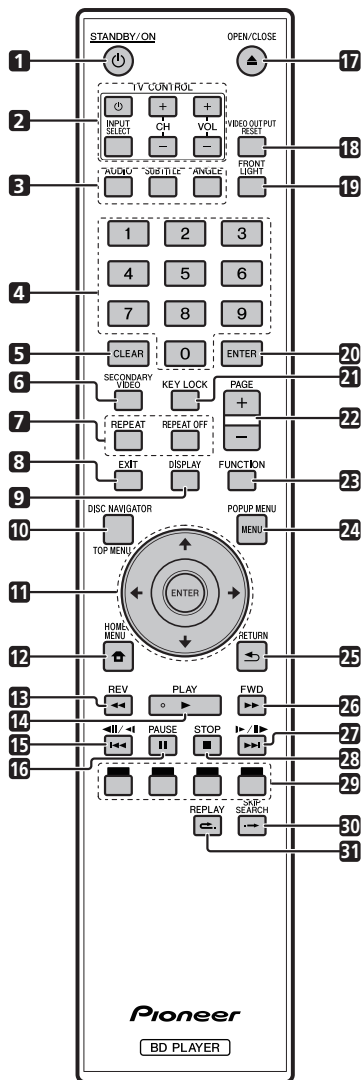 STANDBY/ON OPEN/CLOSE
1 17
TV CONTROL
2 + +
INPUT SELECT CH VOL VIDEO OUTPUT RESET
– – 18
FRONT LIGHT
3 AUDIO SUBTITLE ANGLE 19
1 2 3
4 4 5 6
7 8 9
5 CLEAR 0 ENTER 20
6 SECONDARY VIDEO KEY LOCK PAGE 21
+ 22
7 REPEAT REPEAT OFF –
8 EXIT DISPLAY FUNCTION 23
9
10 DISC NAVIGATOR POPUP MENU
MENU 24
TOP MENU
11 ENTER
HOME MENU RETURN
12 25
13 REV PLAY FWD 26
14
15 PAUSE STOP 27
16 28
29
REPLAY SKIP SEARCH 30
31
Pioneer
BD PLAYER